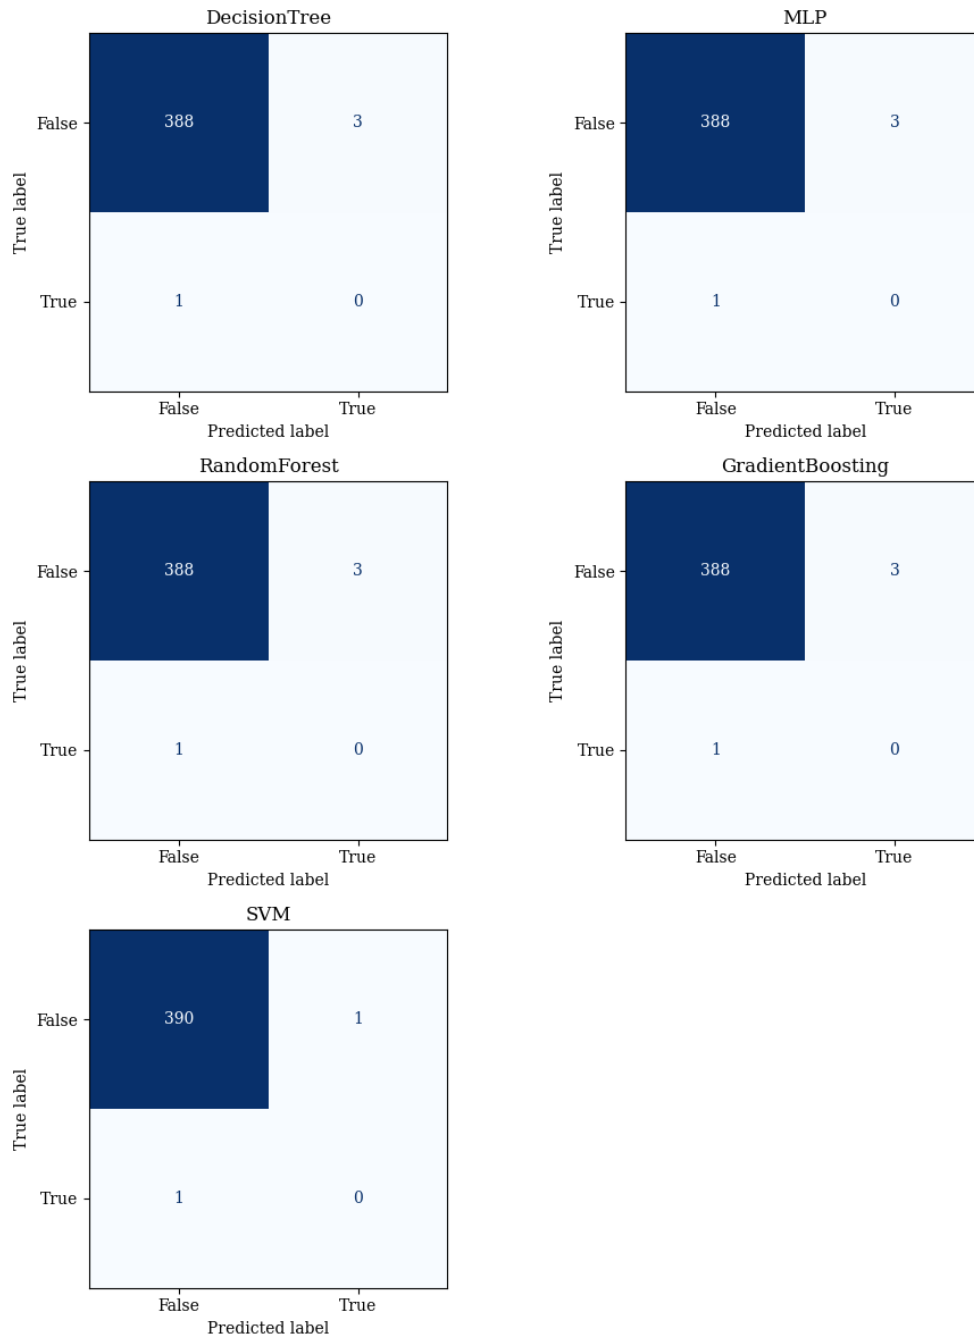 DecisionTree
False
388
3
True label
True
1
0
False
True
Predicted label
MLP
False
388
3
True label
True
1
0
False
True
Predicted label
RandomForest
False
388
3
True label
True
1
0
False
True
Predicted label
GradientBoosting
False
388
3
True label
True
1
0
False
True
Predicted label
SVM
False
390
1
True label
True
1
0
False
True
Predicted label